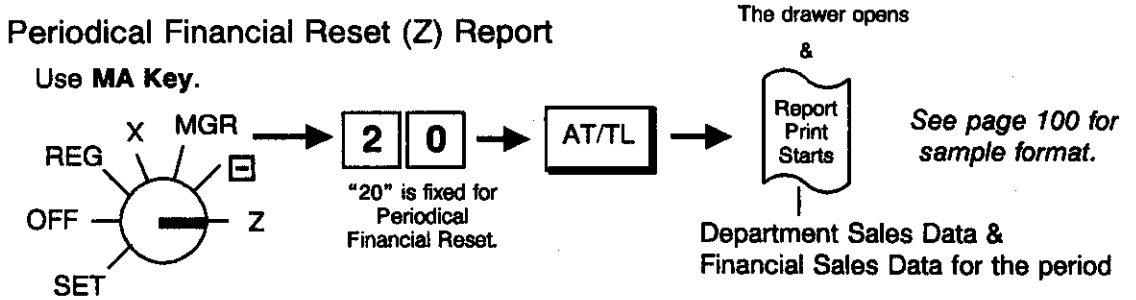 Periodical Financial Reset (Z) Report
Use MA Key.
X
MGR
REG
-
OFF
Z
SET
2 0
"20" is fixed for
Periodical
Financial Reset.
AT/TL
The drawer opens
&
Report
Print
Starts
See page 100 for
sample format.
Department Sales Data &
Financial Sales Data for the period